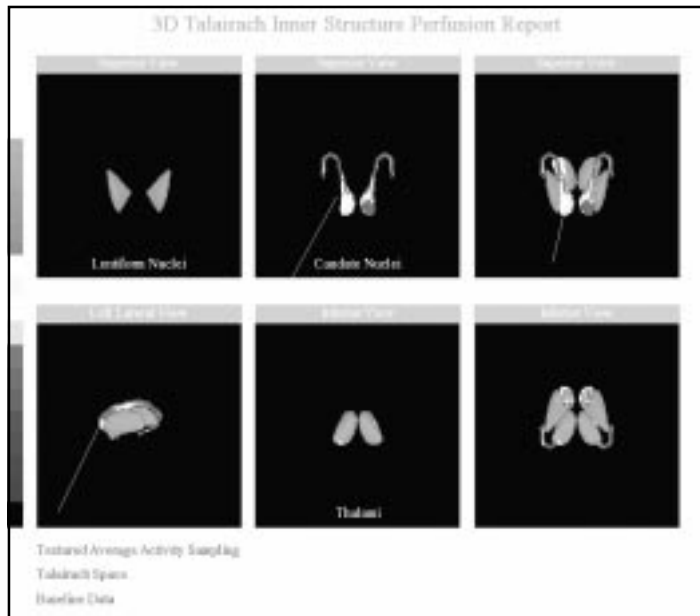 3D Talairach Inner Structure Perfusion Report
Superior View
Superior View
Superior View
Lentiform Nuclei
Caudate Nuclei
Left Lateral View
Inferior View
Inferior View
Thalami
Textured Average Activity Sampling
Talairach Space
Baseline Data